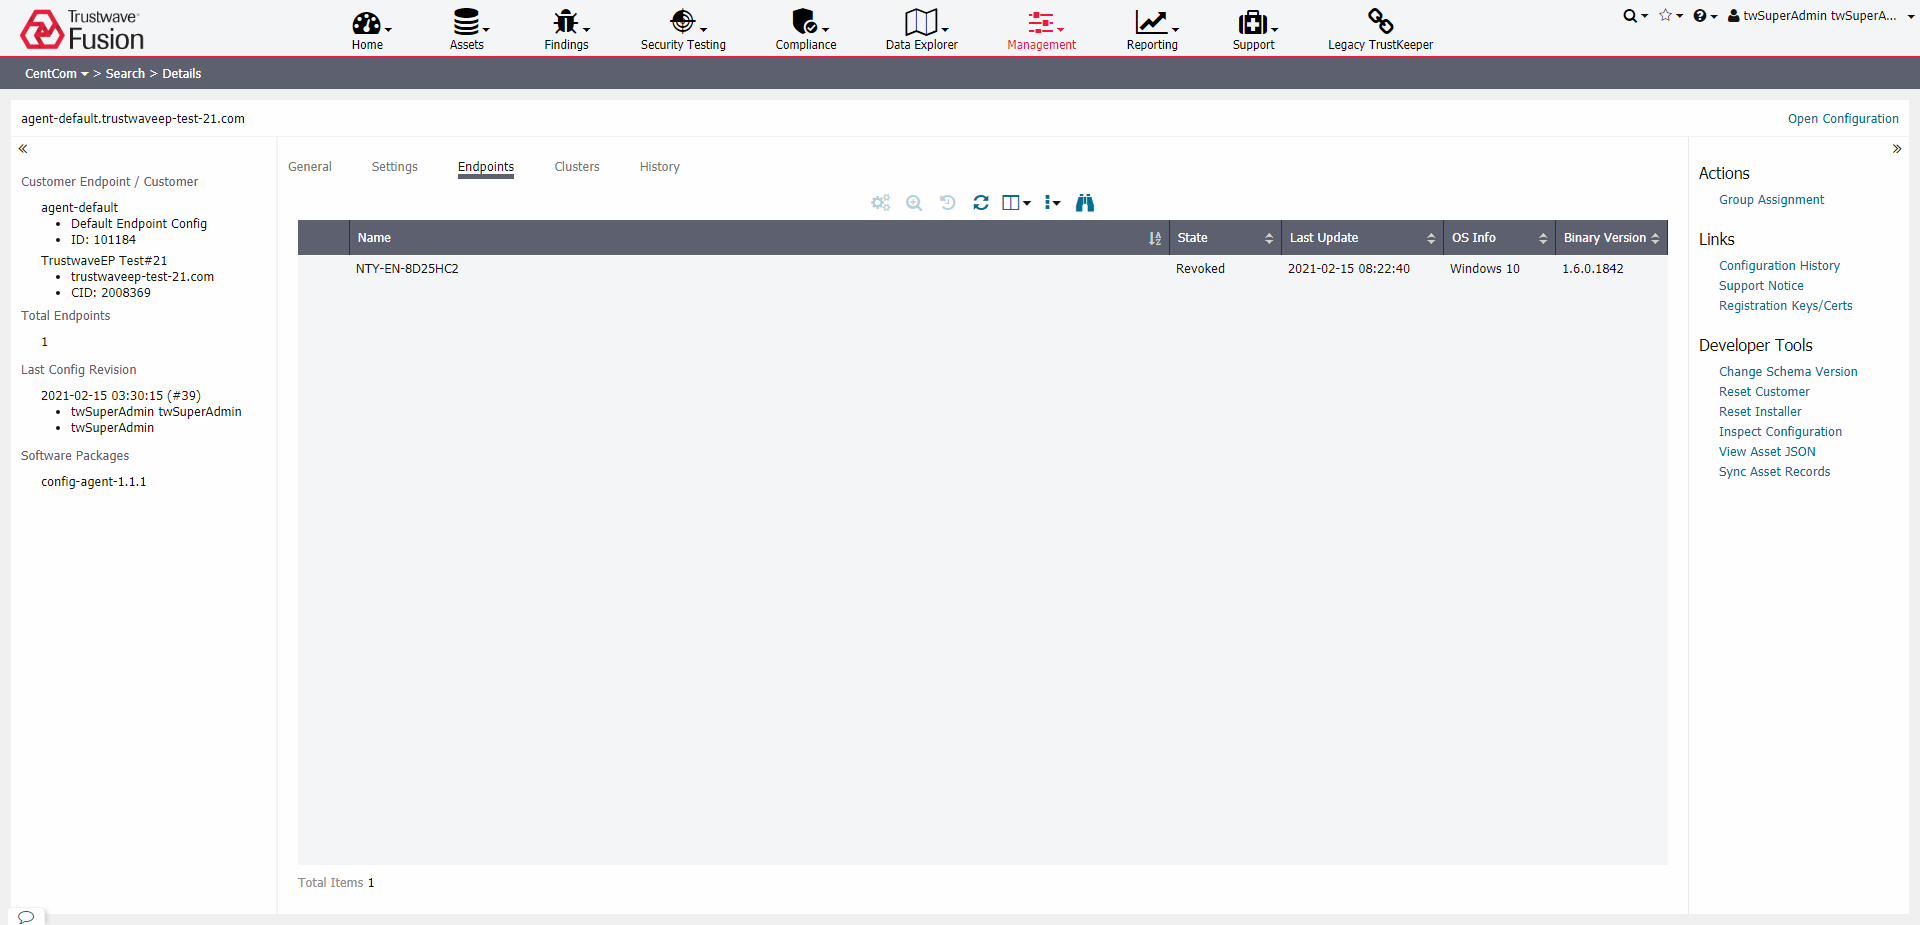 Trustwave
Fusion
Home
Assets
Findings
Security Testing
Compliance
Data Explorer
Management
Reporting
Support
Legacy TrustKeeper
twSuperAdmin twSuperA...
CentCom > Search > Details
agent-default.trustwaveep-test-21.com
Open Configuration
Customer Endpoint / Customer
agent-default
• Default Endpoint Config
• ID: 101184
TrustwaveEP Test#21
• trustwaveep-test-21.com
• CID: 2008369
Total Endpoints
1
Last Config Revision
2021-02-15 03:30:15 (#39)
• twSuperAdmin twSuperAdmin
• twSuperAdmin
Software Packages
config-agent-1.1.1
General Settings Endpoints Clusters History
Name State Last Update OS Info Binary Version
NTY-EN-8D25HC2 Revoked 2021-02-15 08:22:40 Windows 10 1.6.0.1842
Total Items 1
Actions
Group Assignment
Links
Configuration History
Support Notice
Registration Keys/Certs
Developer Tools
Change Schema Version
Reset Customer
Reset Installer
Inspect Configuration
View Asset JSON
Sync Asset Records